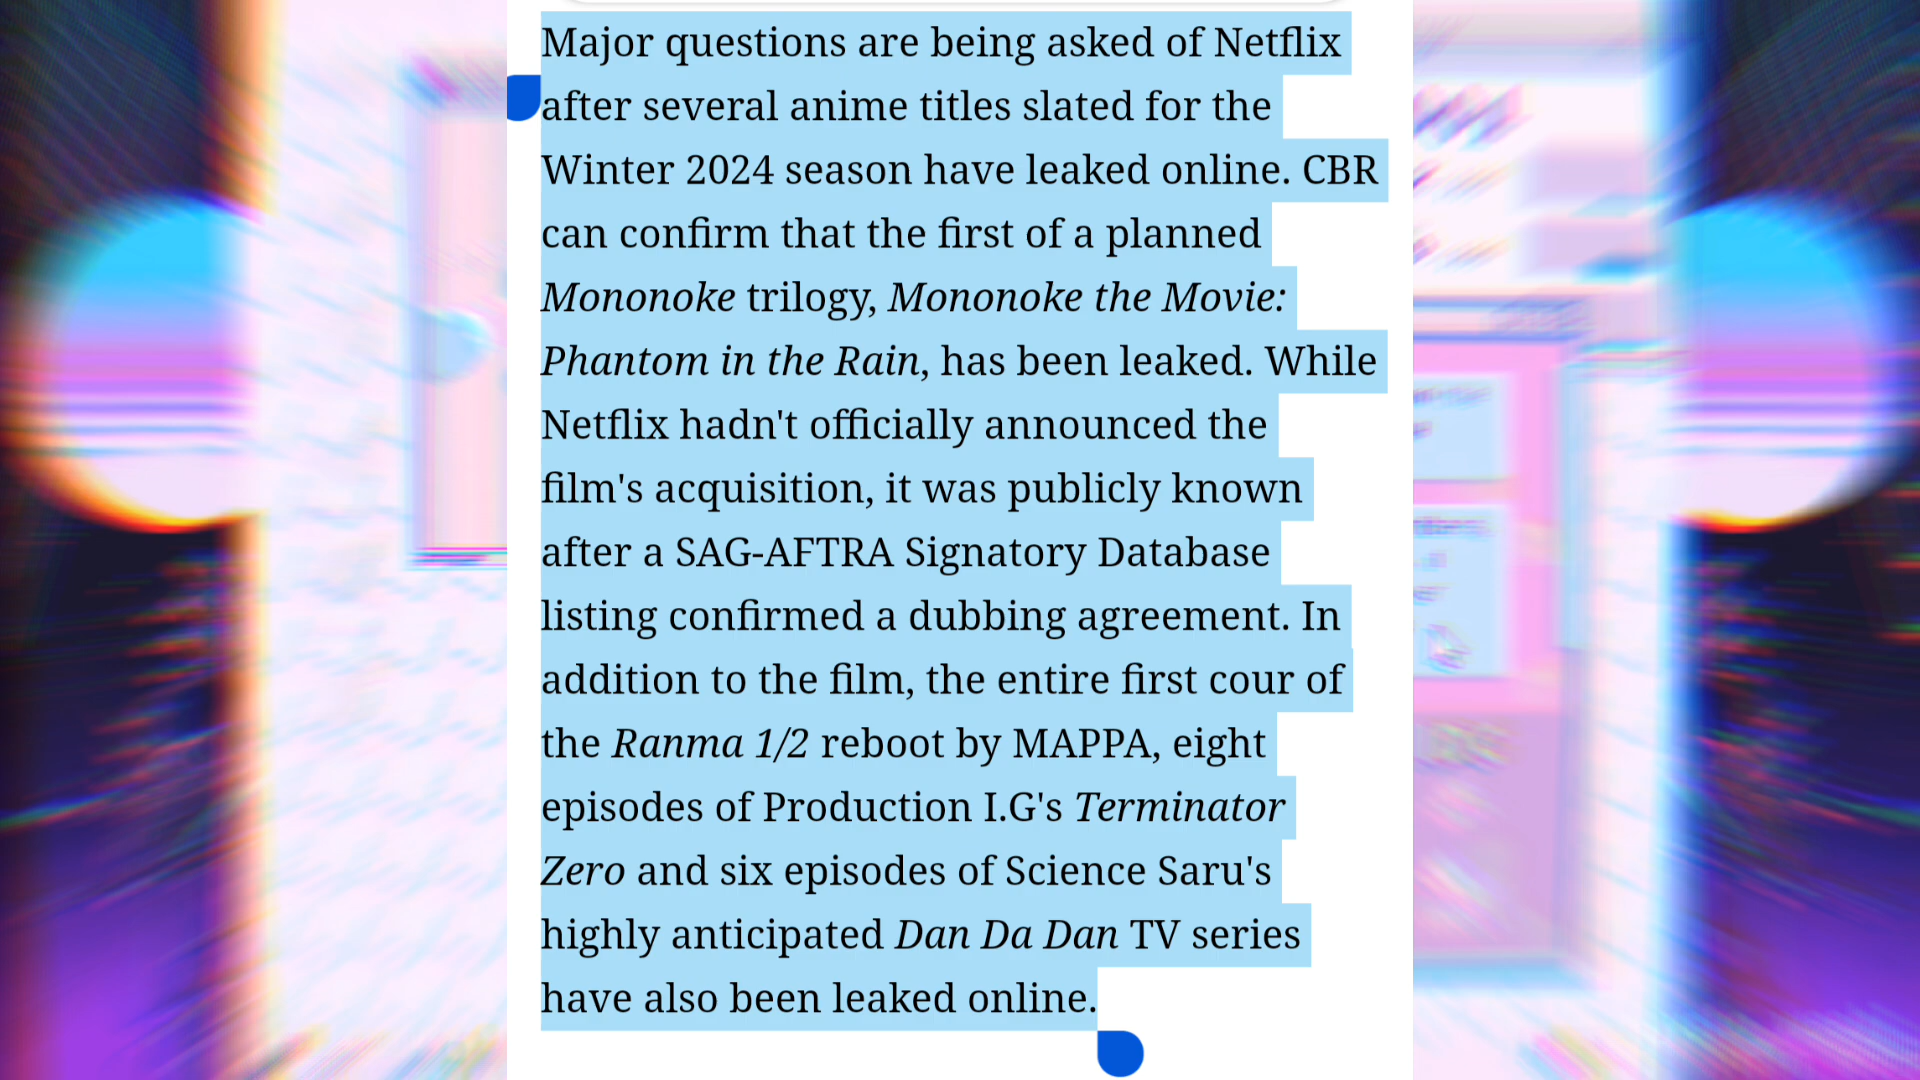 Major questions are being asked of Netflix
after several anime titles slated for the
Winter 2024 season have leaked online. CBR
can confirm that the first of a planned
Mononoke trilogy, Mononoke the Movie:
Phantom in the Rain, has been leaked. While
Netflix hadn't officially announced the
film's acquisition, it was publicly known
after a SAG-AFTRA Signatory Database
listing confirmed a dubbing agreement. In
addition to the film, the entire first cour of
the Ranma 1/2 reboot by MAPPA, eight
episodes of Production I.G's Terminator
Zero and six episodes of Science Saru's
highly anticipated Dan Da Dan TV series
have also been leaked online.